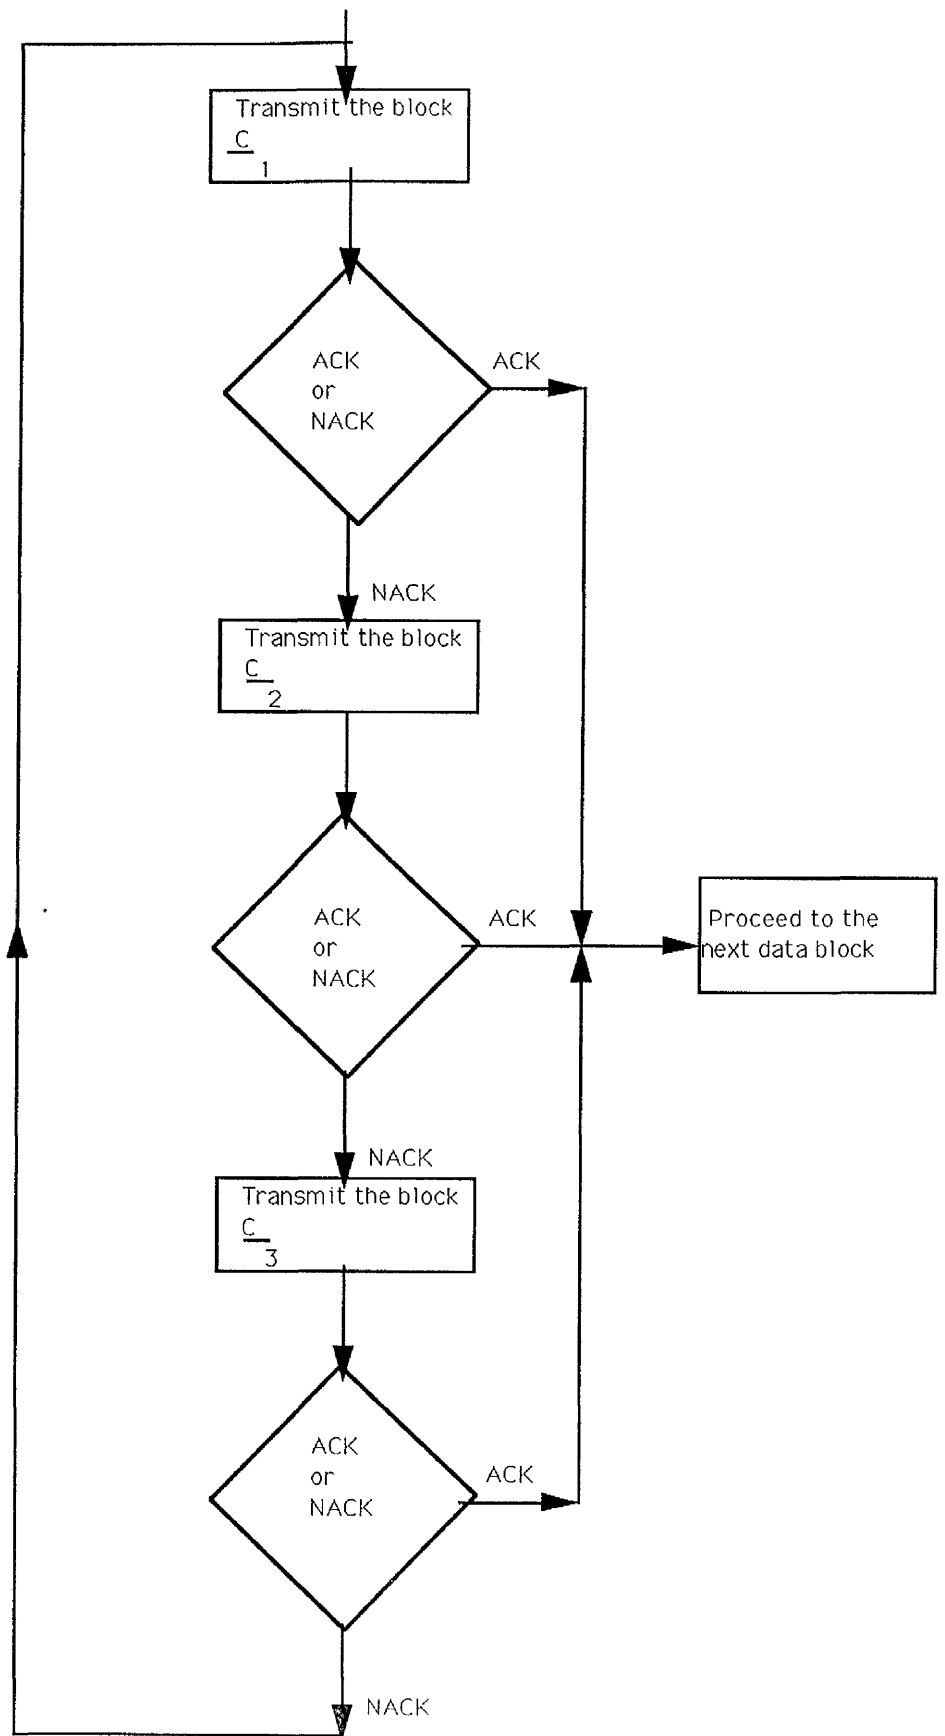 Transmit the block
C
1
ACK
or
NACK
ACK
NACK
Transmit the block
C
2
ACK
or
NACK
ACK
Proceed to the
next data block
NACK
Transmit the block
C
3
ACK
or
NACK
ACK
NACK